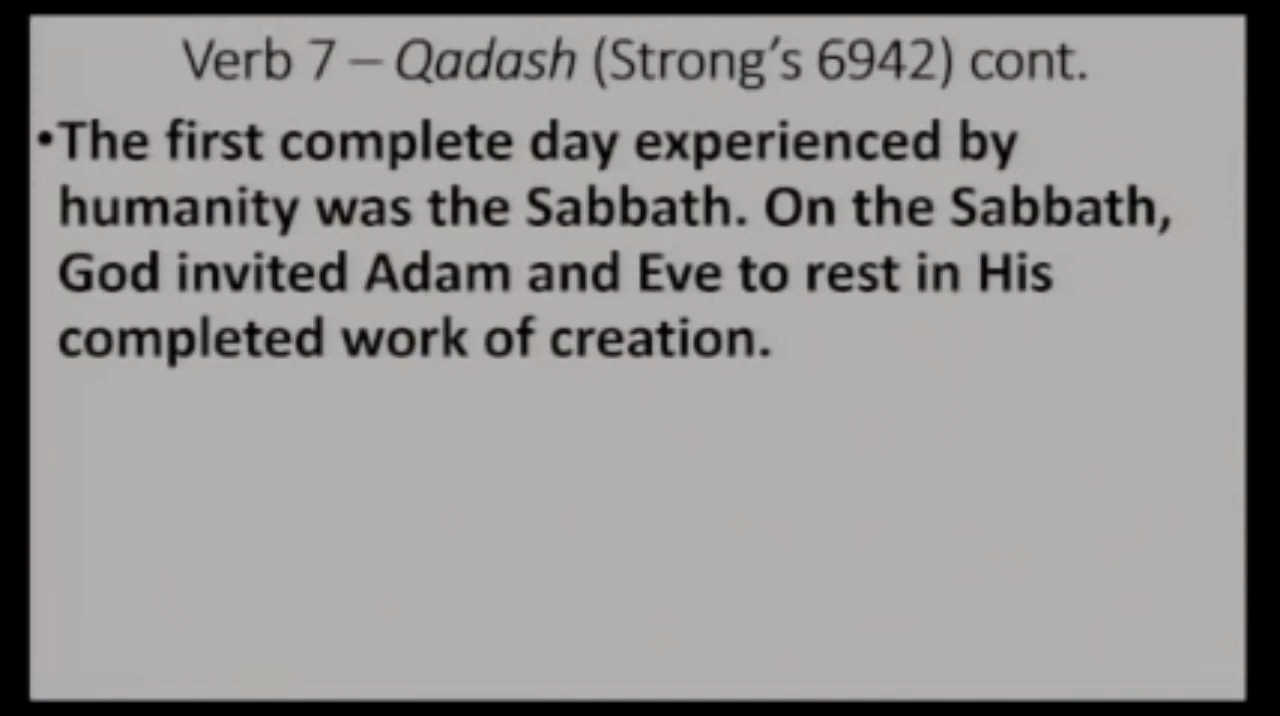 Verb 7 – Qadash (Strong's 6942) cont.
•The first complete day experienced by
humanity was the Sabbath. On the Sabbath,
God invited Adam and Eve to rest in His
completed work of creation.